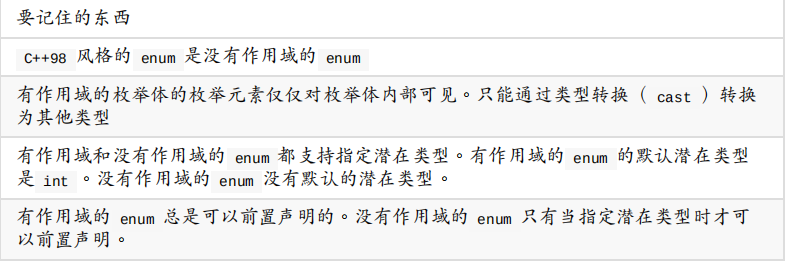 要记住的东西
C++98 风格的 enum 是没有作用域的 enum
有作用域的枚举体的枚举元素仅仅对枚举体内部可见。只能通过类型转换（ cast ）转换
为其他类型
有作用域和没有作用域的 enum 都支持指定潜在类型。有作用域的 enum 的默认潜在类型
是 int 。没有作用域的 enum 没有默认的潜在类型。
有作用域的 enum 总是可以前置声明的。没有作用域的 enum 只有当指定潜在类型时才可
以前置声明。